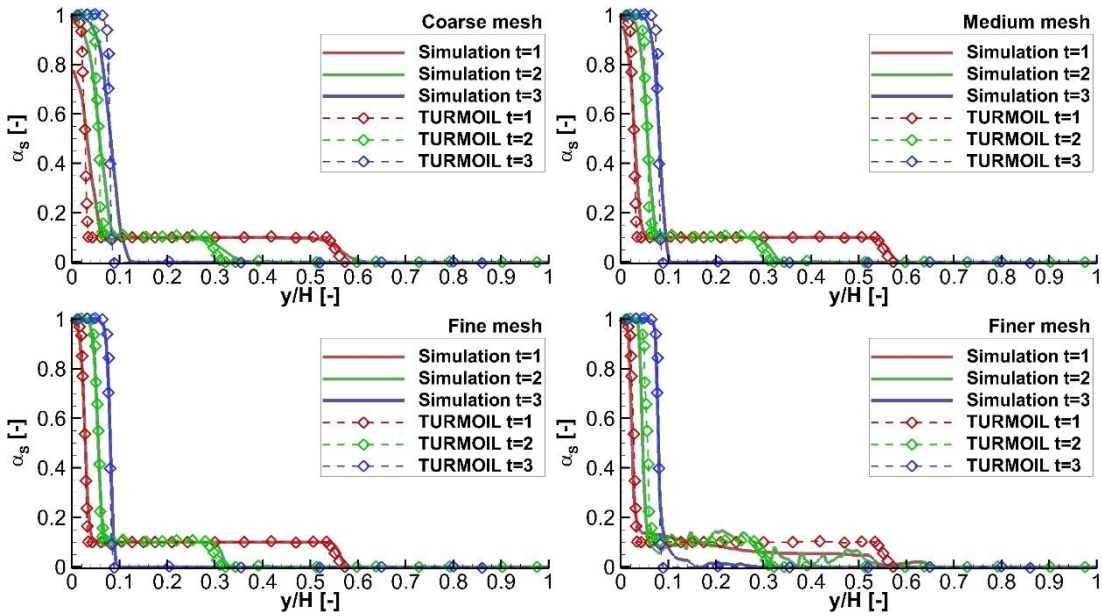 Coarse mesh
Simulation t=1
Simulation t=2
Simulation t=3
TURMOIL t=1
TURMOIL t=2
TURMOIL t=3
1
0.8
0.6
0.4
0.2
0
αs [-]
0 0.1 0.2 0.3 0.4 0.5 0.6 0.7 0.8 0.9 1
y/H [-]
Medium mesh
Simulation t=1
Simulation t=2
Simulation t=3
TURMOIL t=1
TURMOIL t=2
TURMOIL t=3
1
0.8
0.6
0.4
0.2
0
αs [-]
0.1 0.2 0.3 0.4 0.5 0.6 0.7 0.8 0.9 1
y/H [-]
Fine mesh
Simulation t=1
Simulation t=2
Simulation t=3
TURMOIL t=1
TURMOIL t=2
TURMOIL t=3
1
0.8
0.6
0.4
0.2
0
αs [-]
0 0.1 0.2 0.3 0.4 0.5 0.6 0.7 0.8 0.9 1
y/H [-]
Finer mesh
Simulation t=1
Simulation t=2
Simulation t=3
TURMOIL t=1
TURMOIL t=2
TURMOIL t=3
1
0.8
0.6
0.4
0.2
0
αs [-]
0 0.1 0.2 0.3 0.4 0.5 0.6 0.7 0.8 0.9 1
y/H [-]